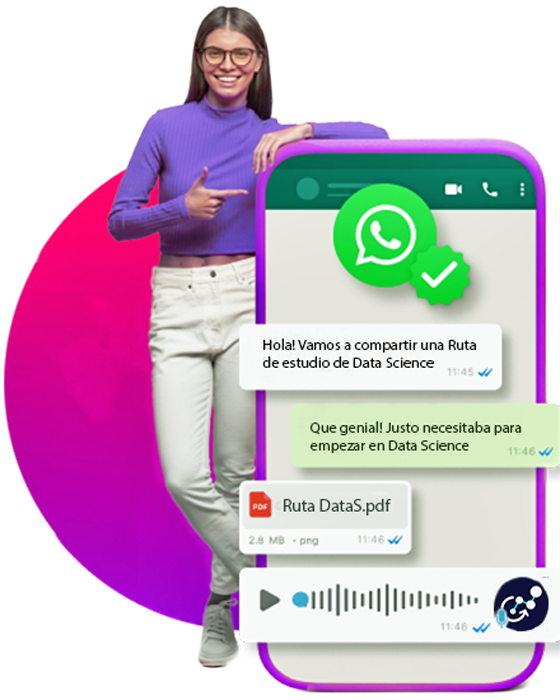 Hola! Vamos a compartir una Ruta
de estudio de Data Science
11:45
Que genial! Justo necesitaba para
empezar en Data Science
11:46
PDF
Ruta DataS.pdf
2.8 MB - png
11:46
11:46